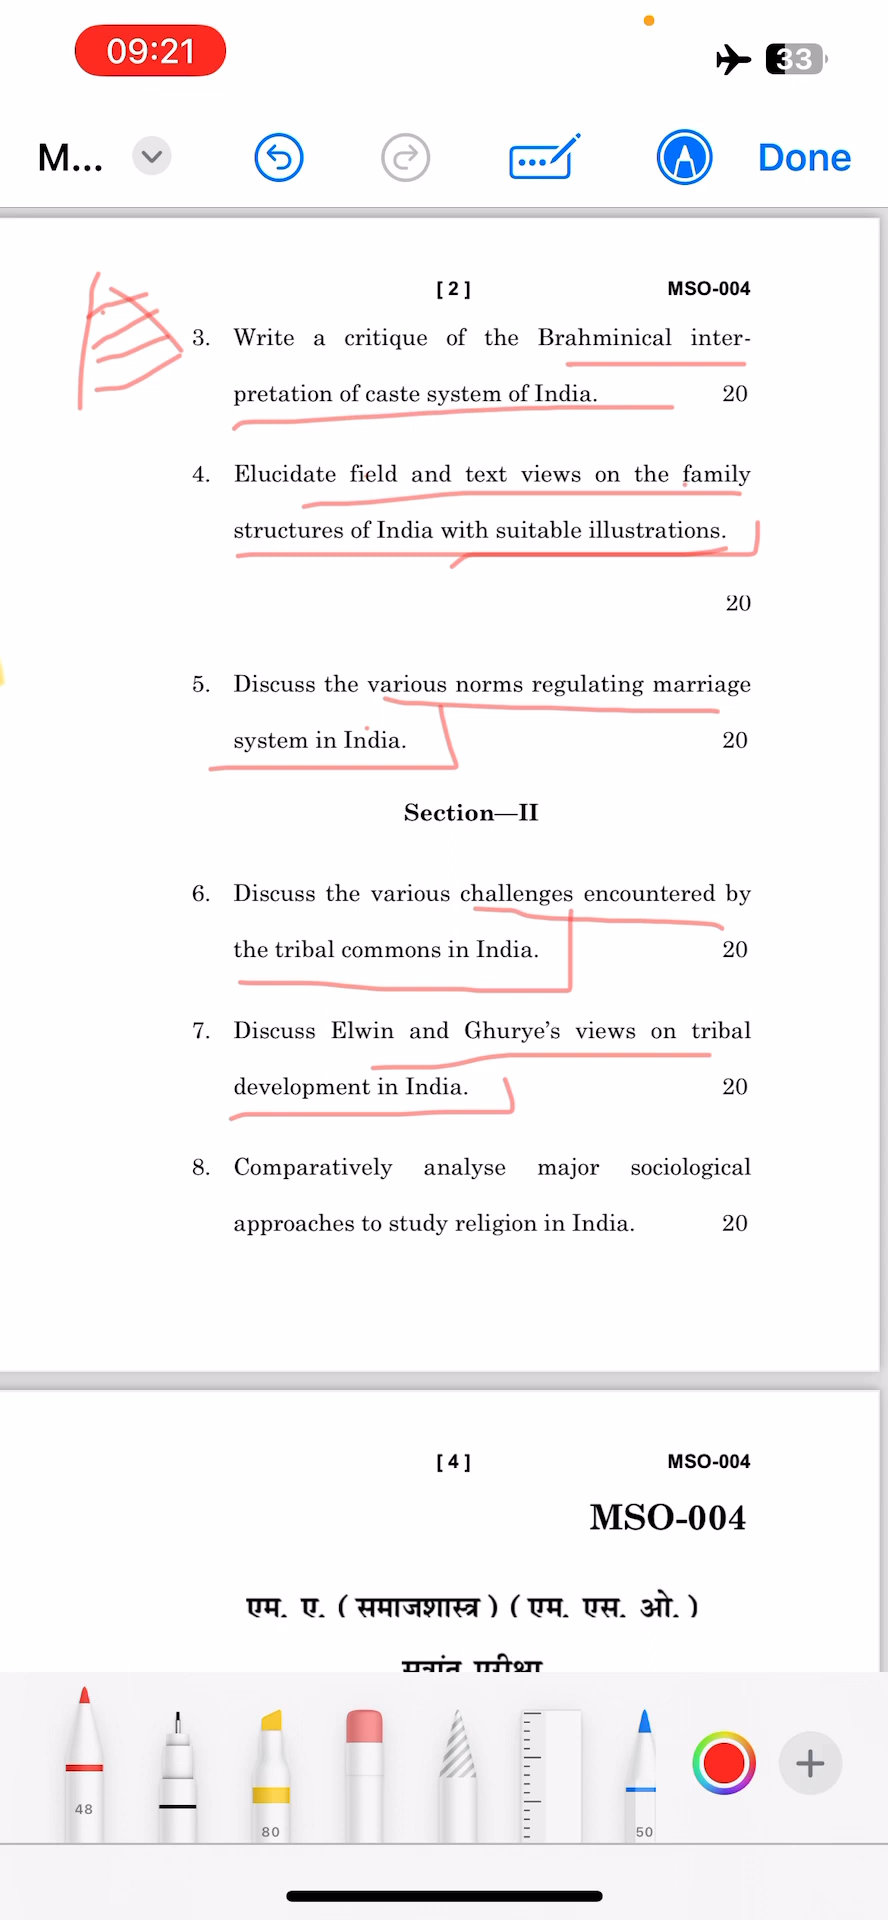 09:21
33
M...
Done
[ 2 ] MSO-004
3. Write a critique of the Brahminical inter-
pretation of caste system of India. 20
4. Elucidate field and text views on the family
structures of India with suitable illustrations.
20
5. Discuss the various norms regulating marriage
system in India. 20
Section—II
6. Discuss the various challenges encountered by
the tribal commons in India. 20
7. Discuss Elwin and Ghurye's views on tribal
development in India. 20
8. Comparatively analyse major sociological
approaches to study religion in India. 20
[ 4 ] MSO-004
MSO-004
एम. ए. ( समाजशास्त्र ) ( एम. एस. ओ. )
सत्रांत परीक्षा
48
80
50